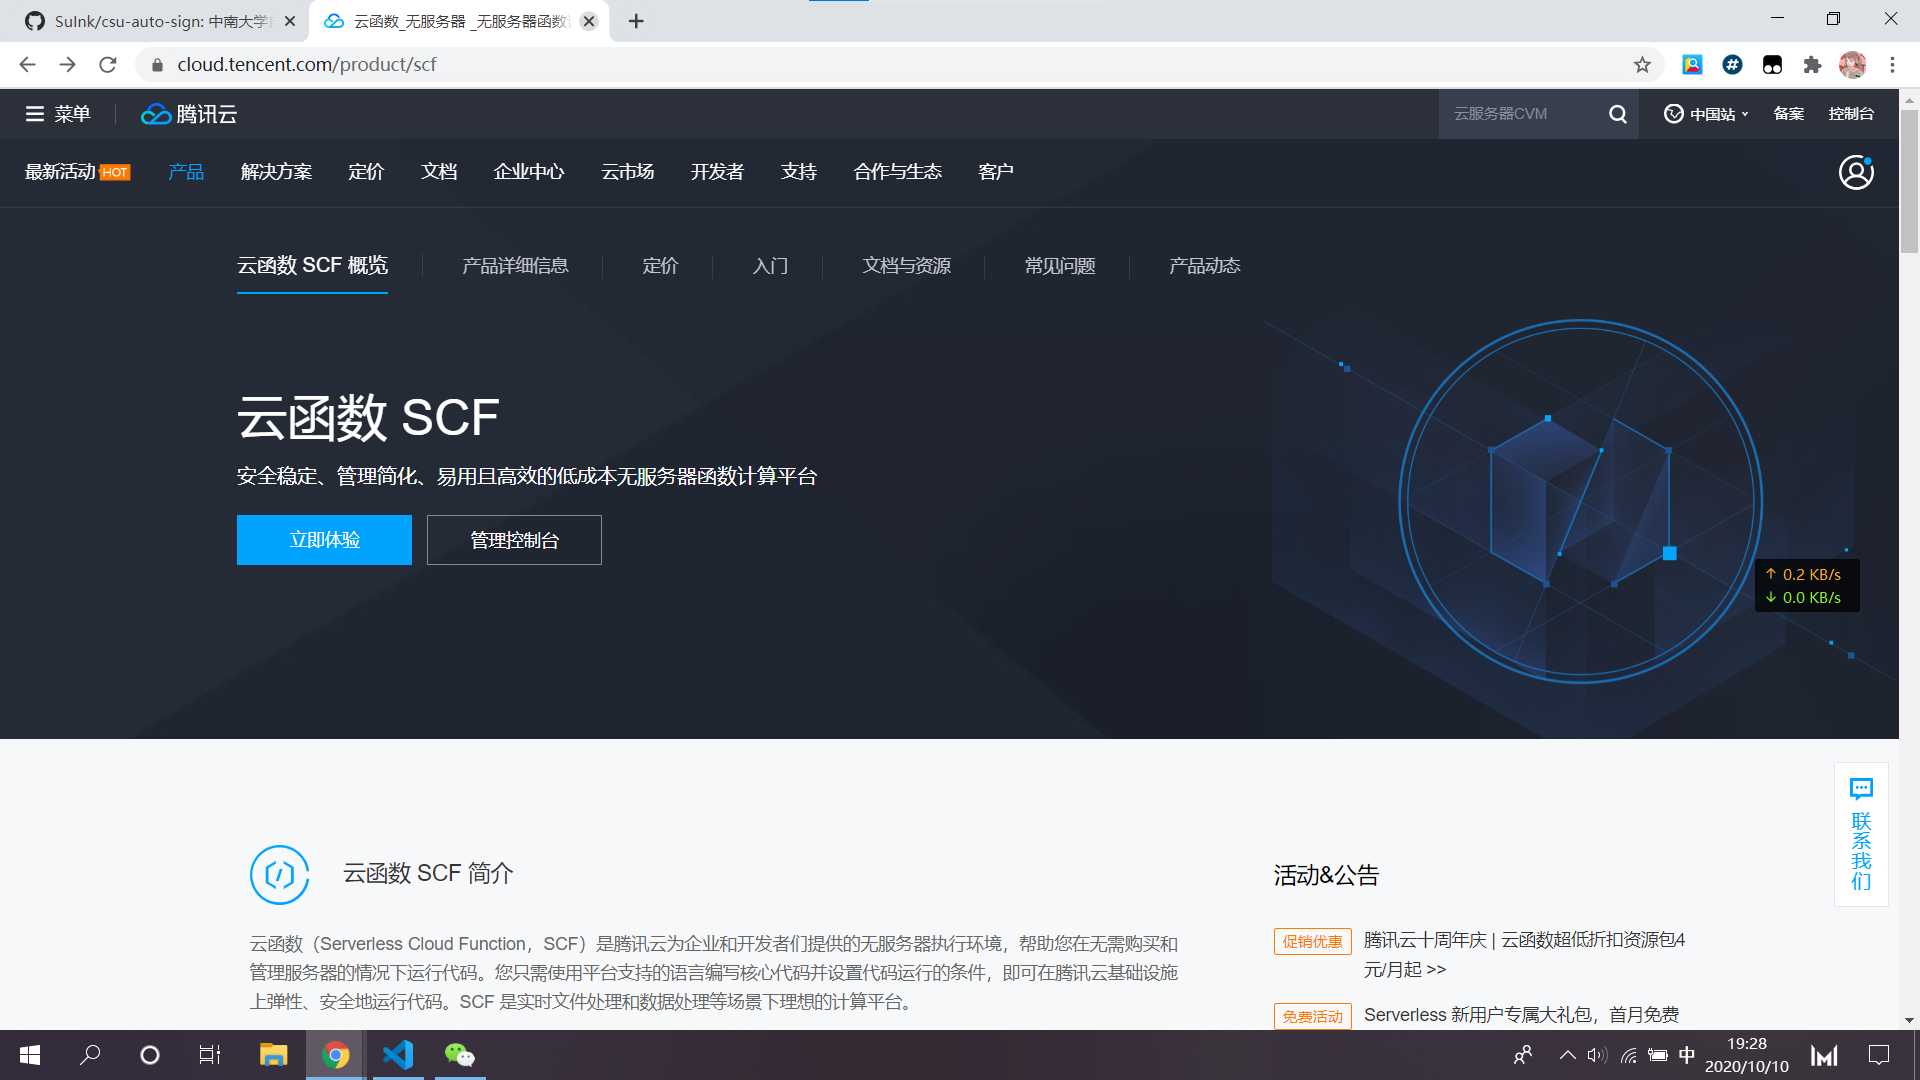 SuInk/csu-auto-sign: 中南大学
云函数_无服务器 _无服务器函数
cloud.tencent.com/product/scf
菜单
腾讯云
云服务器CVM
中国站
备案
控制台
最新活动 HOT
产品
解决方案
定价
文档
企业中心
云市场
开发者
支持
合作与生态
客户
云函数 SCF 概览
产品详细信息
定价
入门
文档与资源
常见问题
产品动态
云函数 SCF
安全稳定、管理简化、易用且高效的低成本无服务器函数计算平台
立即体验
管理控制台
↑ 0.2 KB/s
↓ 0.0 KB/s
联系我们
云函数 SCF 简介
云函数（Serverless Cloud Function，SCF）是腾讯云为企业和开发者们提供的无服务器执行环境，帮助您在无需购买和
管理服务器的情况下运行代码。您只需使用平台支持的语言编写核心代码并设置代码运行的条件，即可在腾讯云基础设施
上弹性、安全地运行代码。SCF 是实时文件处理和数据处理等场景下理想的计算平台。
活动&公告
促销优惠
腾讯云十周年庆 | 云函数超低折扣资源包4
元/月起 >>
免费活动
Serverless 新用户专属大礼包，首月免费
中
19:28
2020/10/10